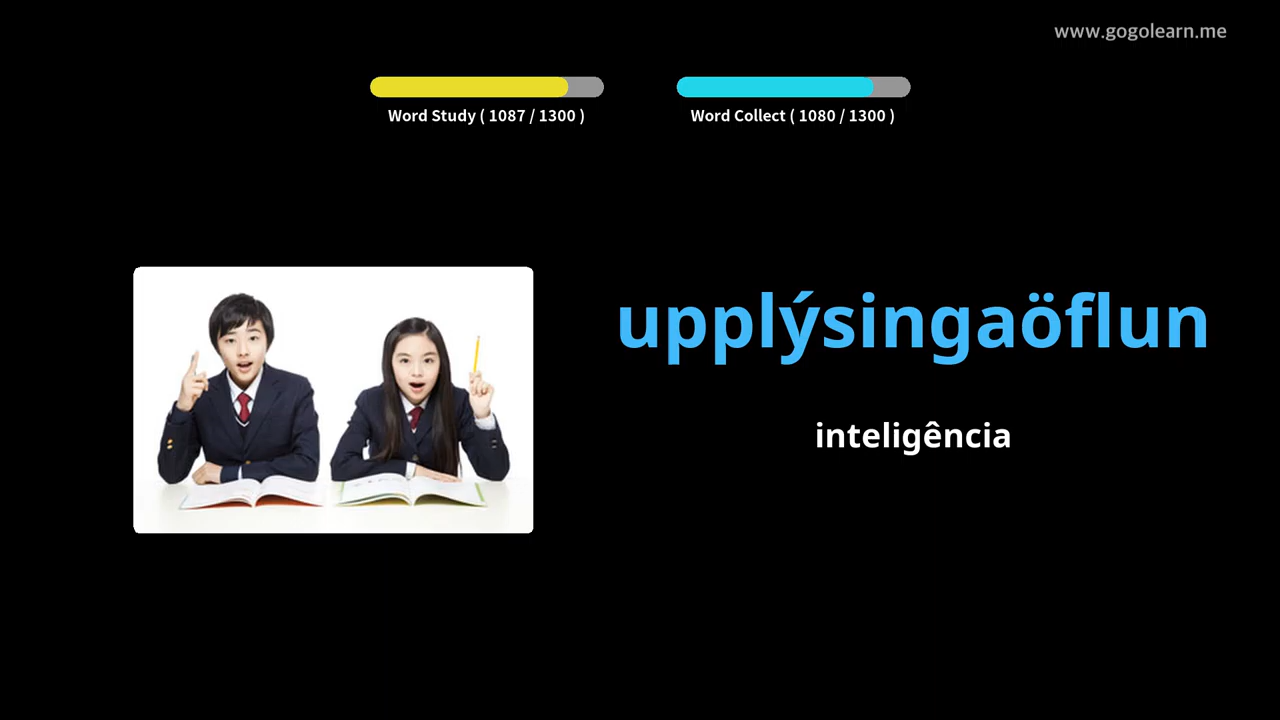 www.gogolearn.me
Word Study ( 1087 / 1300 )
Word Collect ( 1080 / 1300 )
upplýsingaöflun
inteligência